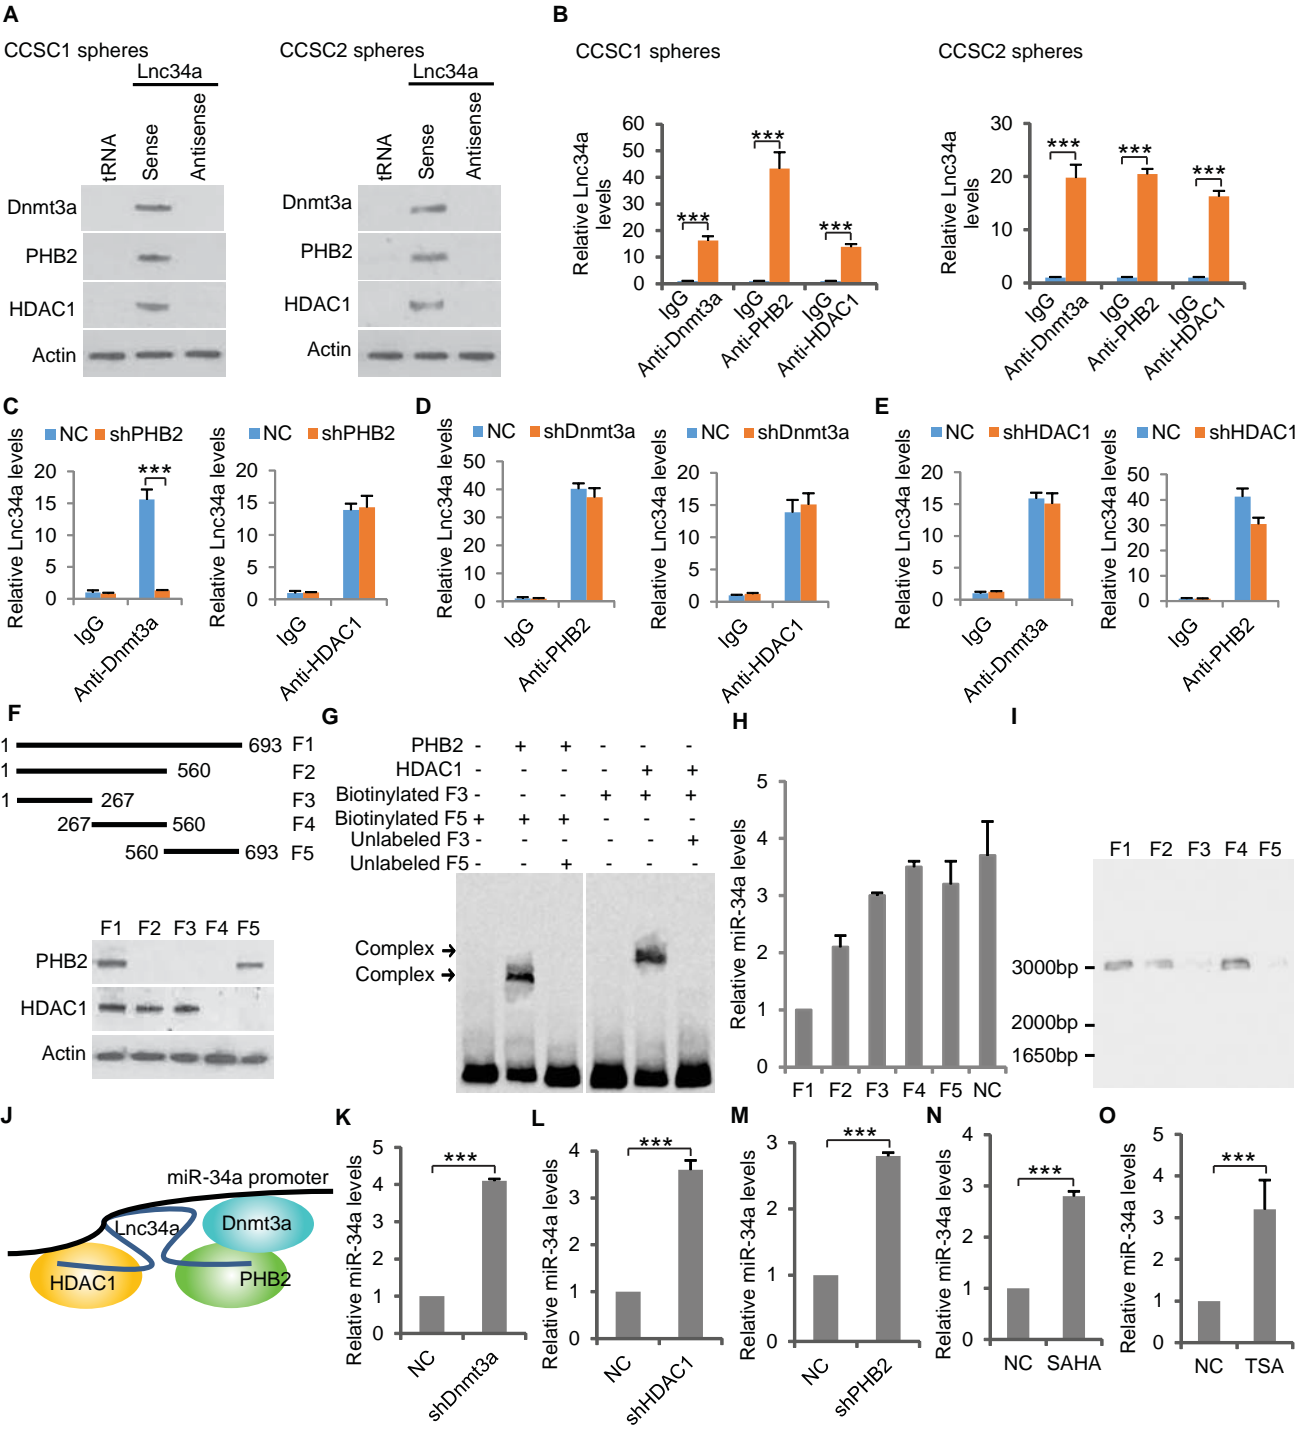 A
CCSC1 spheres
Lnc34a
tRNA
Sense
Antisense
Dnmt3a
PHB2
HDAC1
Actin
CCSC2 spheres
Lnc34a
tRNA
Sense
Antisense
Dnmt3a
PHB2
HDAC1
Actin
B
CCSC1 spheres
Relative Lnc34a
levels
60
50
40
30
20
10
0
***
***
***
IgG
Anti-Dnmt3a
IgG
Anti-PHB2
IgG
Anti-HDAC1
CCSC2 spheres
Relative Lnc34a
levels
30
20
10
0
***
***
***
IgG
Anti-Dnmt3a
IgG
Anti-PHB2
IgG
Anti-HDAC1
C
NC shPHB2
Relative Lnc34a levels
20
15
10
5
0
***
IgG
Anti-Dnmt3a
NC shPHB2
Relative Lnc34a levels
20
15
10
5
0
IgG
Anti-HDAC1
D
NC shDnmt3a
Relative Lnc34a levels
50
40
30
20
10
0
IgG
Anti-PHB2
NC shDnmt3a
Relative Lnc34a levels
20
15
10
5
0
IgG
Anti-HDAC1
E
NC shHDAC1
Relative Lnc34a levels
20
15
10
5
0
IgG
Anti-Dnmt3a
NC shHDAC1
Relative Lnc34a levels
50
40
30
20
10
0
IgG
Anti-PHB2
F
1 693 F1
1 560 F2
1 267 F3
267 560 F4
560 693 F5
F1 F2 F3 F4 F5
PHB2
HDAC1
Actin
G
PHB2 - + + - - -
HDAC1 - - - - + +
Biotinylated F3 - - - + + +
Biotinylated F5 + + + - - -
Unlabeled F3 - - - - - +
Unlabeled F5 - - + - - -
Complex
Complex
H
Relative miR-34a levels
5
4
3
2
1
0
F1 F2 F3 F4 F5 NC
I
F1 F2 F3 F4 F5
3000bp
2000bp
1650bp
J
miR-34a promoter
Lnc34a
Dnmt3a
HDAC1
PHB2
K
Relative miR-34a levels
5
4
3
2
1
0
***
NC
shDnmt3a
L
Relative miR-34a levels
4
3
2
1
0
***
NC
shHDAC1
M
Relative miR-34a levels
3
2
1
0
***
NC
shPHB2
N
Relative miR-34a levels
4
3
2
1
0
***
NC SAHA
O
Relative miR-34a levels
5
4
3
2
1
0
***
NC TSA